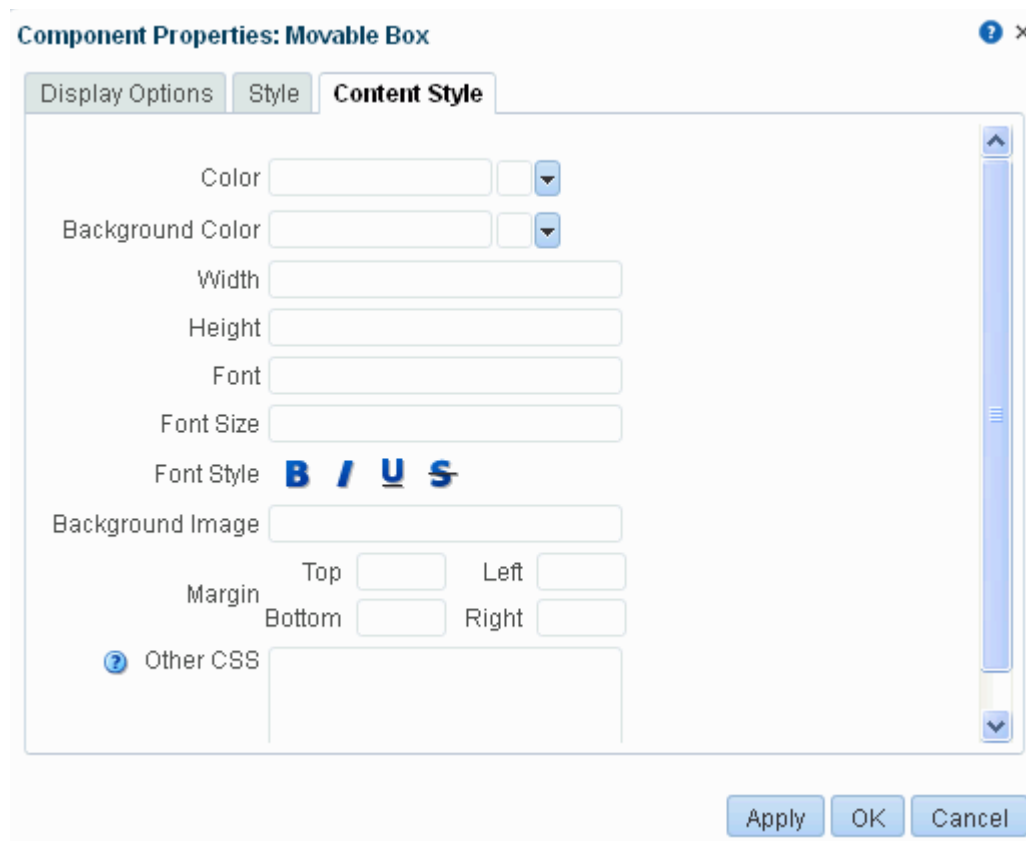 Component Properties: Movable Box
Display Options Style Content Style
Color
Background Color
Width
Height
Font
Font Size
Font Style B I U S
Background Image
Margin
Top Left
Bottom Right
Other CSS
Apply OK Cancel